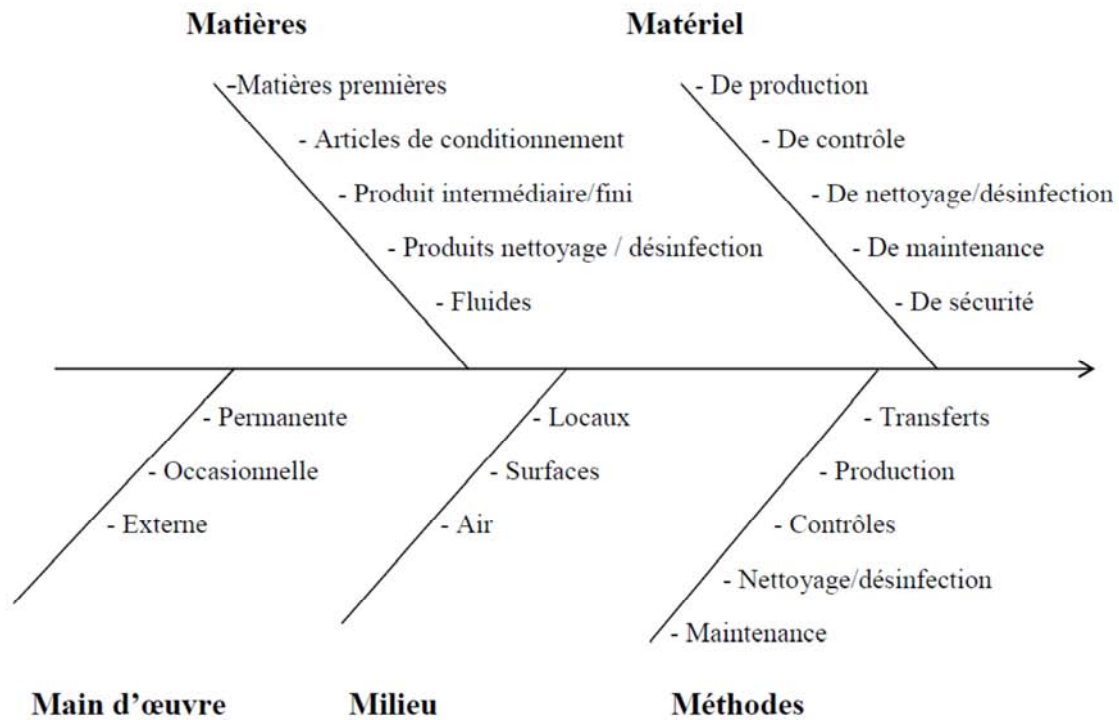 Matières
-Matières premières
- Articles de conditionnement
- Produit intermédiaire/fini
- Produits nettoyage / désinfection
- Fluides
Matériel
- De production
- De contrôle
- De nettoyage/désinfection
- De maintenance
- De sécurité
- Permanente
- Occasionnelle
- Externe
Main d'œuvre
- Locaux
- Surfaces
- Air
Milieu
- Transferts
- Production
- Contrôles
- Nettoyage/désinfection
- Maintenance
Méthodes